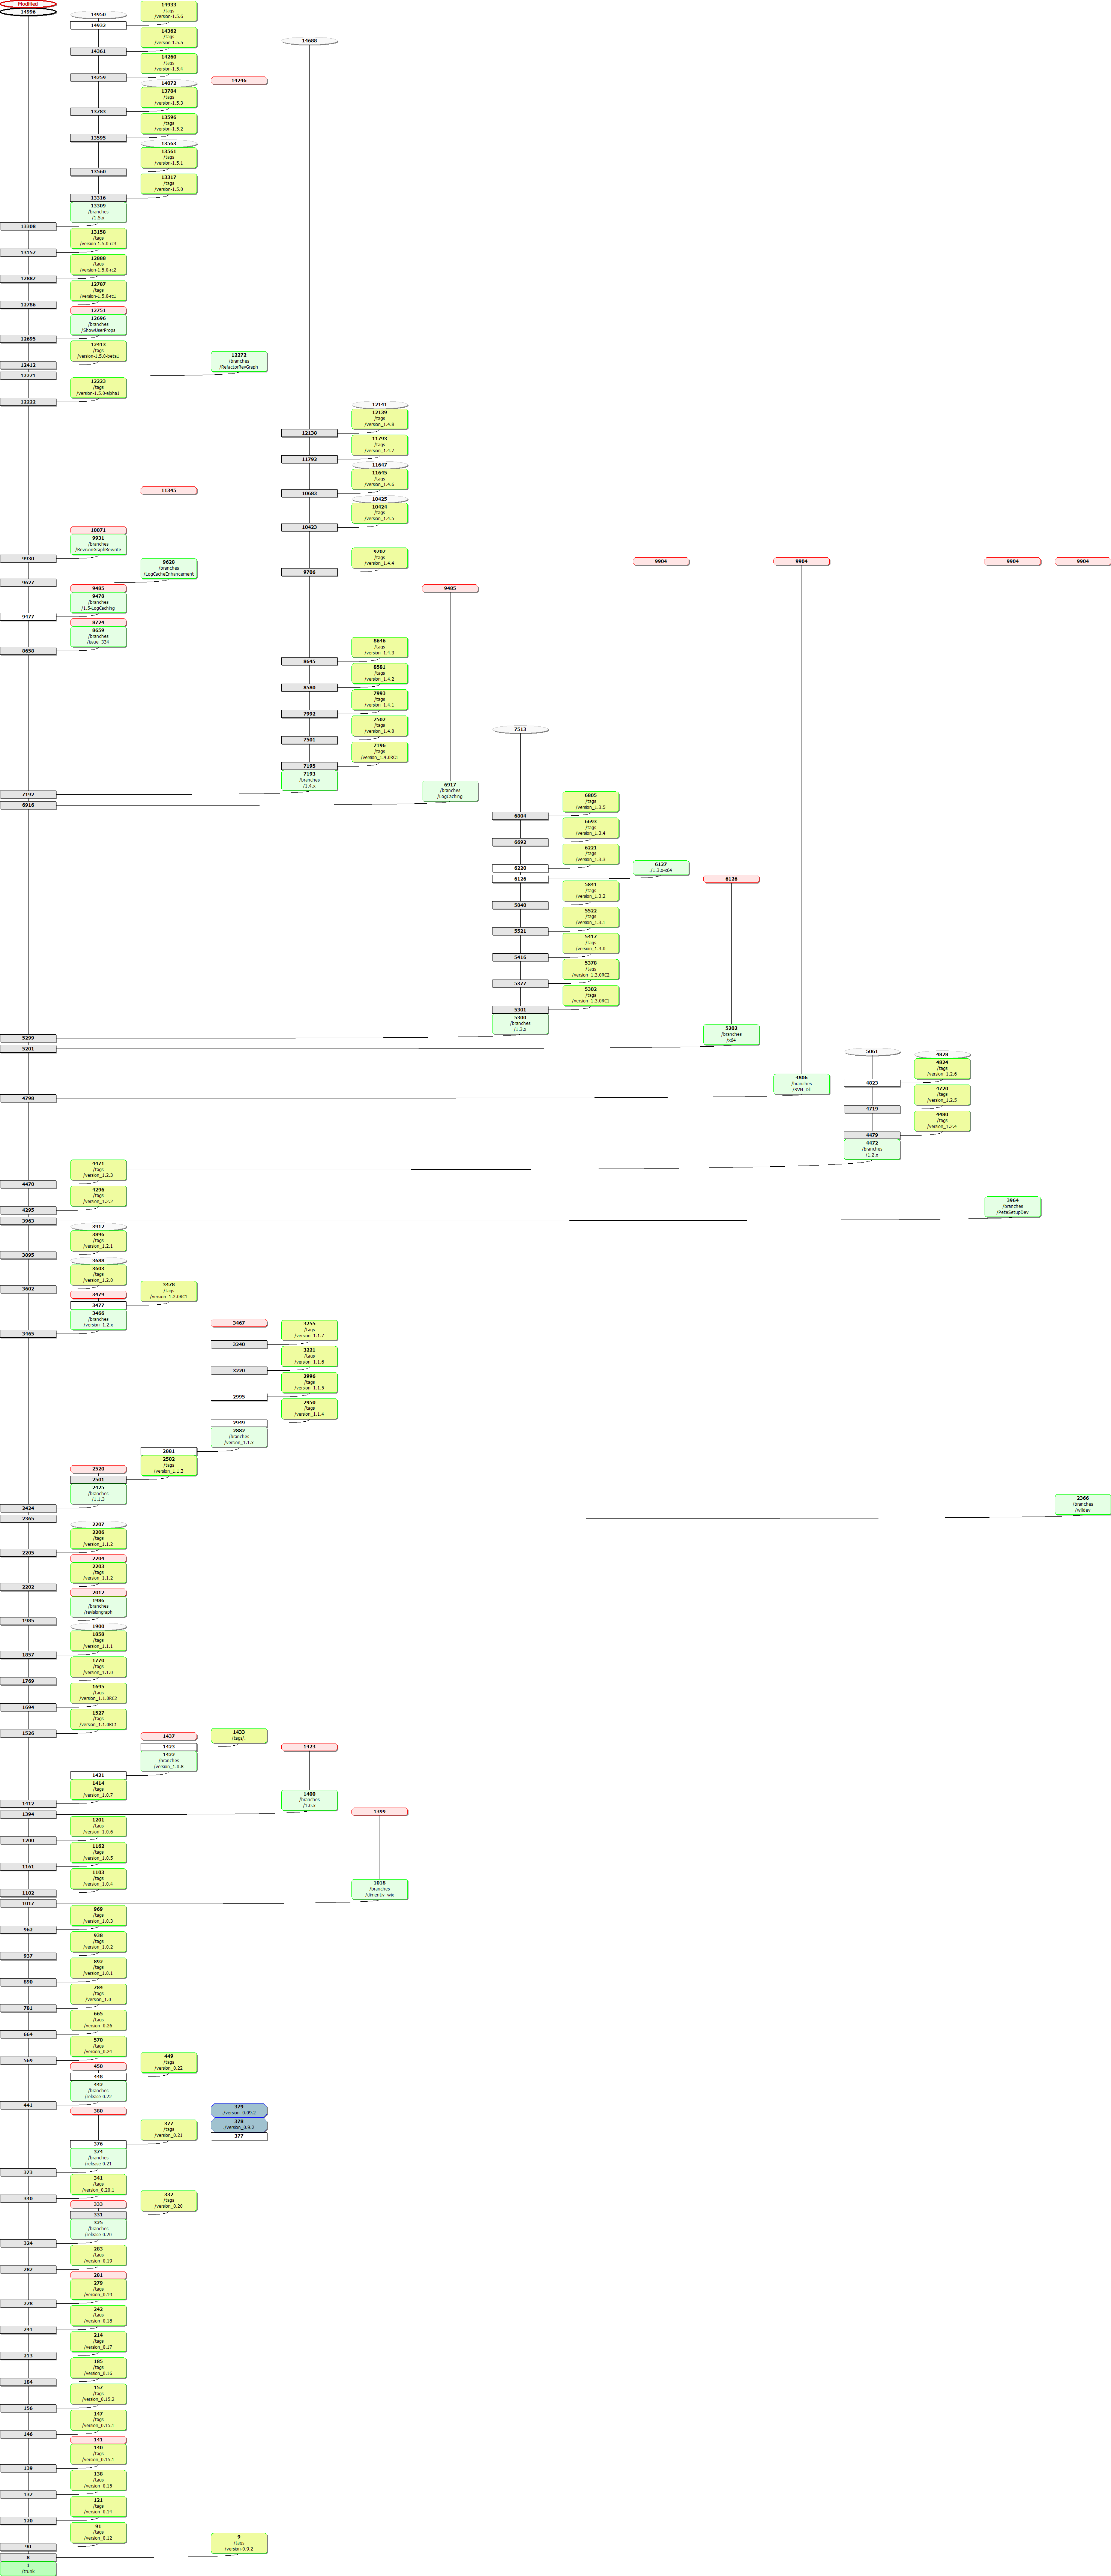 Modified
14996
14950
14932
14933
/tags
/version-1.5.6
14362
/tags
/version-1.5.5
14361
14260
/tags
/version-1.5.4
14259
14688
14246
14072
13784
/tags
/version-1.5.3
13783
13596
/tags
/version-1.5.2
13595
13563
13561
/tags
/version-1.5.1
13560
13317
/tags
/version-1.5.0
13316
13309
/branches
/1.5.x
13308
13158
/tags
/version-1.5.0-rc3
13157
12888
/tags
/version-1.5.0-rc2
12887
12787
/tags
/version-1.5.0-rc1
12786
12751
12696
/branches
/ShowUserProps
12695
12413
/tags
/version-1.5.0-beta1
12412
12272
/branches
/RefactorRevGraph
12271
12223
/tags
/version-1.5.0-alpha1
12222
12141
12139
/tags
/version_1.4.8
12138
11793
/tags
/version_1.4.7
11792
11647
11645
/tags
/version_1.4.6
10683
10425
10424
/tags
/version_1.4.5
10423
11345
10071
9931
/branches
/RevisionGraphRewrite
9930
9707
/tags
/version_1.4.4
9706
9628
/branches
/LogCacheEnhancement
9627
9904
9904
9904
9904
9485
9478
/branches
/1.5-LogCaching
9477
9485
8724
8659
/branches
/issue_334
8658
8646
/tags
/version_1.4.3
8645
8581
/tags
/version_1.4.2
8580
7993
/tags
/version_1.4.1
7992
7502
/tags
/version_1.4.0
7501
7196
/tags
/version_1.4.0RC1
7195
7193
/branches
/1.4.x
7192
7513
6917
/branches
/LogCaching
6916
6805
/tags
/version_1.3.5
6804
6693
/tags
/version_1.3.4
6692
6221
/tags
/version_1.3.3
6220
6127
./1.3.x-x64
6126
6126
5841
/tags
/version_1.3.2
5840
5522
/tags
/version_1.3.1
5521
5417
/tags
/version_1.3.0
5416
5378
/tags
/version_1.3.0RC2
5377
5302
/tags
/version_1.3.0RC1
5301
5300
/branches
/1.3.x
5299
5202
/branches
/x64
5201
5061
4828
4824
/tags
/version_1.2.6
4823
4806
/branches
/SVN_DE
4798
4720
/tags
/version_1.2.5
4719
4480
/tags
/version_1.2.4
4479
4472
/branches
/1.2.x
4471
/tags
/version_1.2.3
4470
4296
/tags
/version_1.2.2
4295
3964
/branches
/PeteSetupDev
3963
3912
3896
/tags
/version_1.2.1
3895
3688
3603
/tags
/version_1.2.0
3602
3479
3478
/tags
/version_1.2.0RC1
3477
3466
/branches
/version_1.2.x
3465
3467
3255
/tags
/version_1.1.7
3240
3221
/tags
/version_1.1.6
3220
2996
/tags
/version_1.1.5
2995
2950
/tags
/version_1.1.4
2949
2882
/branches
/version_1.1.x
2881
2502
/tags
/version_1.1.3
2520
2501
2425
/branches
/1.1.3
2424
2366
/branches
/willdev
2365
2207
2206
/tags
/version_1.1.2
2205
2204
2203
/tags
/version_1.1.2
2202
2012
1986
/branches
/revisiongraph
1985
1900
1858
/tags
/version_1.1.1
1857
1770
/tags
/version_1.1.0
1769
1695
/tags
/version_1.1.0RC2
1694
1527
/tags
/version_1.1.0RC1
1526
1437
1433
/tags/.
1423
1423
1422
/branches
/version_1.0.8
1421
1414
/tags
/version_1.0.7
1412
1400
/branches
/1.0.x
1394
1399
1201
/tags
/version_1.0.6
1200
1162
/tags
/version_1.0.5
1161
1103
/tags
/version_1.0.4
1102
1018
/branches
/dimentiy_wix
1017
969
/tags
/version_1.0.3
962
938
/tags
/version_1.0.2
937
892
/tags
/version_1.0.1
890
784
/tags
/version_1.0
781
665
/tags
/version_0.26
664
570
/tags
/version_0.24
569
450
449
/tags
/version_0.22
448
442
/branches
/release-0.22
441
380
379
./version_0.09.2
378
./version_0.9.2
377
377
/tags
/version_0.21
376
374
/branches
/release-0.21
373
341
/tags
/version_0.20.1
340
333
332
/tags
/version_0.20
331
325
/branches
/release-0.20
324
283
/tags
/version_0.19
282
281
279
/tags
/version_0.19
278
242
/tags
/version_0.18
241
214
/tags
/version_0.17
213
185
/tags
/version_0.16
184
157
/tags
/version_0.15.2
156
147
/tags
/version_0.15.1
146
141
140
/tags
/version_0.15.1
139
138
/tags
/version_0.15
137
121
/tags
/version_0.14
120
91
/tags
/version_0.12
90
9
/tags
/version-0.9.2
8
1
/trunk